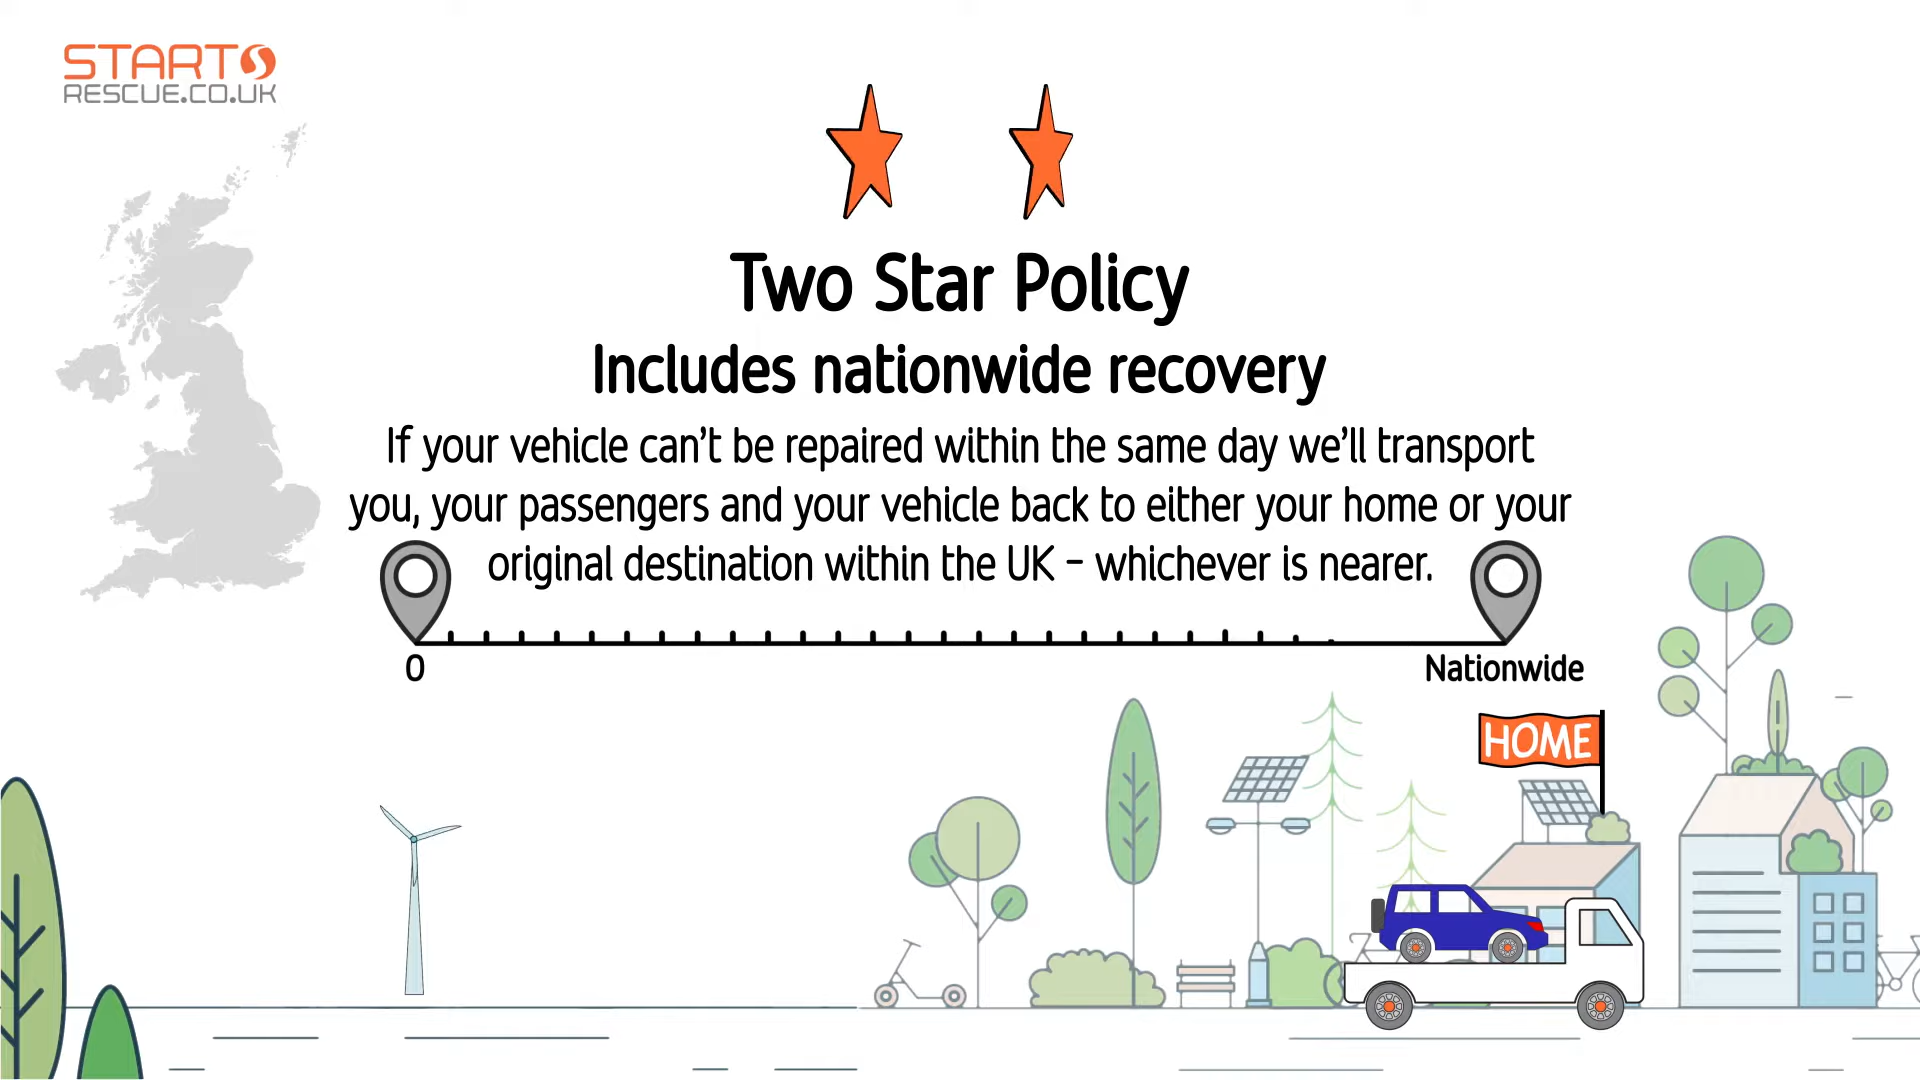 START
RESCUE.CO.UK
Two Star Policy
Includes nationwide recovery
If your vehicle can't be repaired within the same day we'll transport
you, your passengers and your vehicle back to either your home or your
original destination within the UK – whichever is nearer.
0
Nationwide
HOME